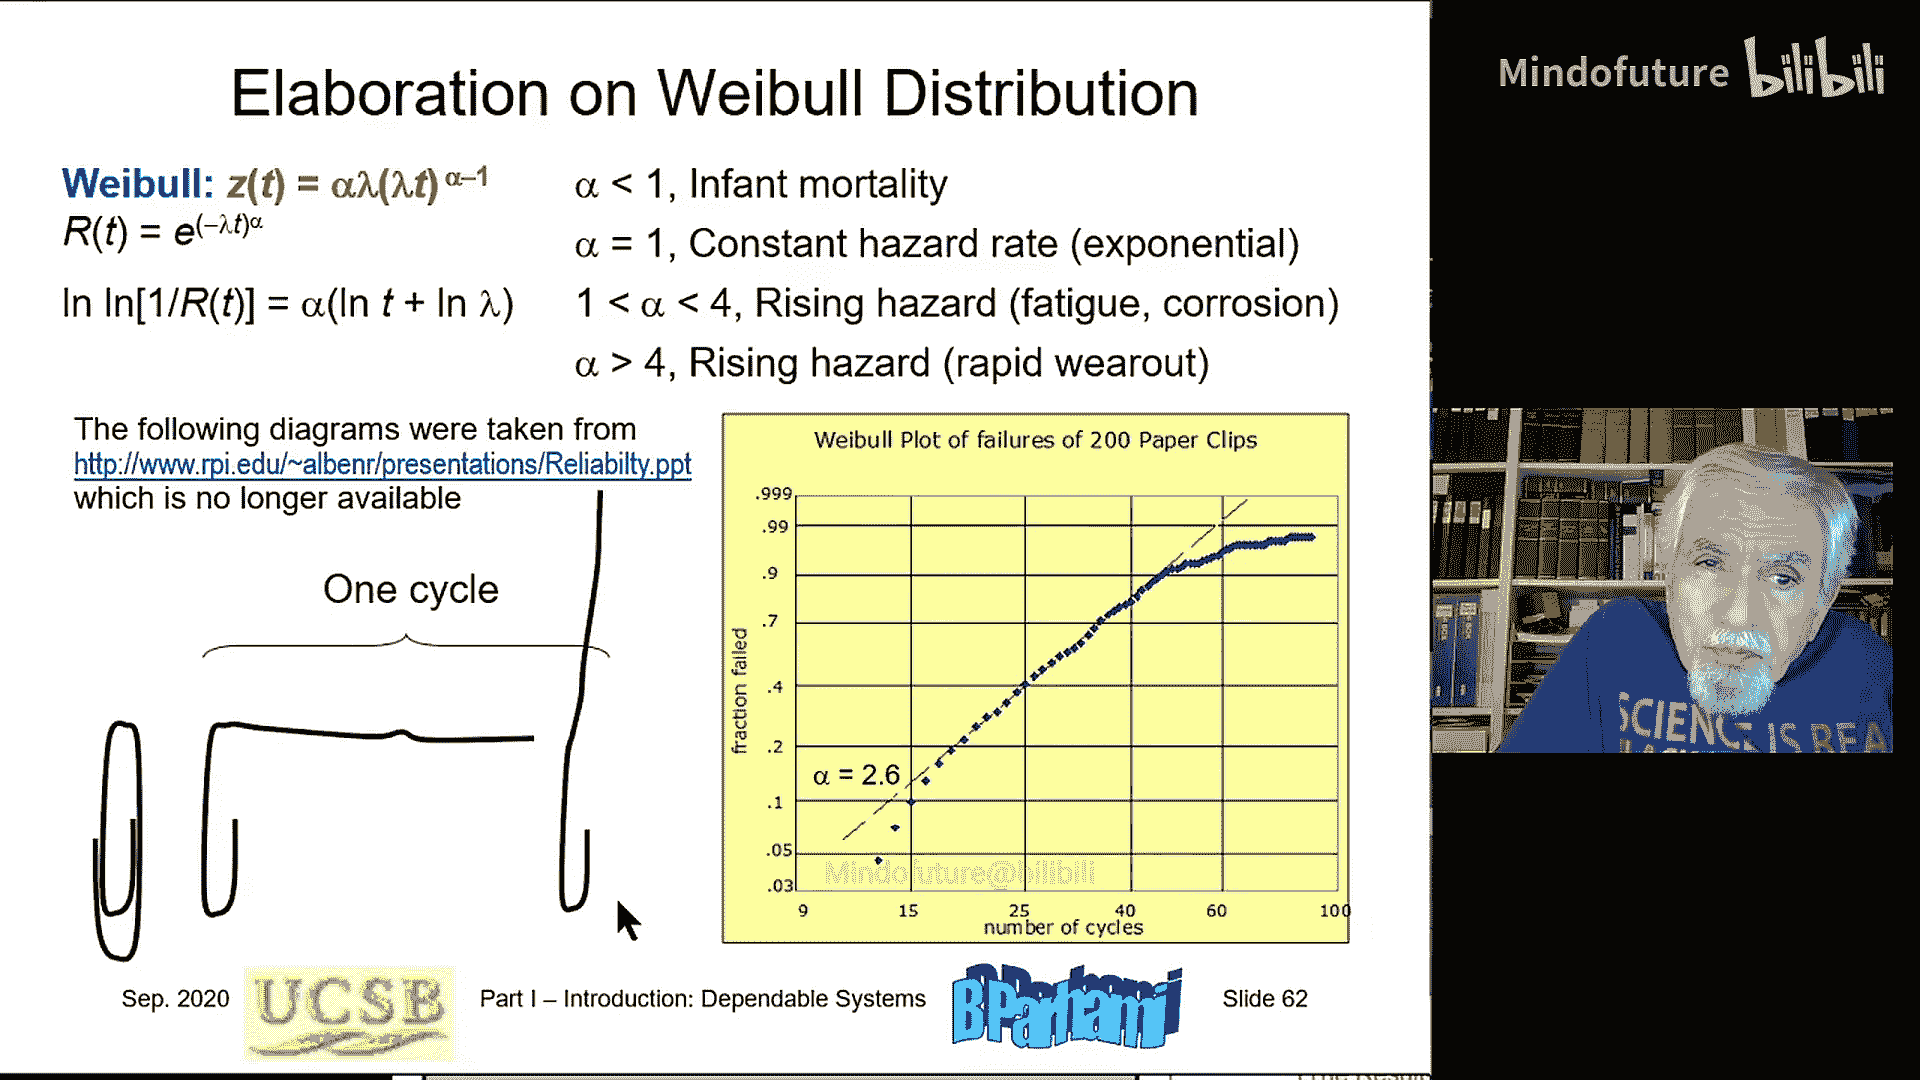 Elaboration on Weibull Distribution
Mindofuture bilibili
Weibull: z(t) = αλ(λt)^α–1
R(t) = e^(–λt)^α
ln ln[1/R(t)] = α(ln t + ln λ)
α < 1, Infant mortality
α = 1, Constant hazard rate (exponential)
1 < α < 4, Rising hazard (fatigue, corrosion)
α > 4, Rising hazard (rapid wearout)
The following diagrams were taken from
http://www.rpi.edu/~albenr/presentations/Reliabilty.ppt
which is no longer available
One cycle
Weibull Plot of failures of 200 Paper Clips
.999
.99
.9
.7
.4
.2
.1
.05
.03
fraction failed
α = 2.6
Mindofuture@bilibili
9 15 25 40 60 100
number of cycles
SCIENCE IS REA
Sep. 2020
UCSB
Part I – Introduction: Dependable Systems
B Parhami
Slide 62